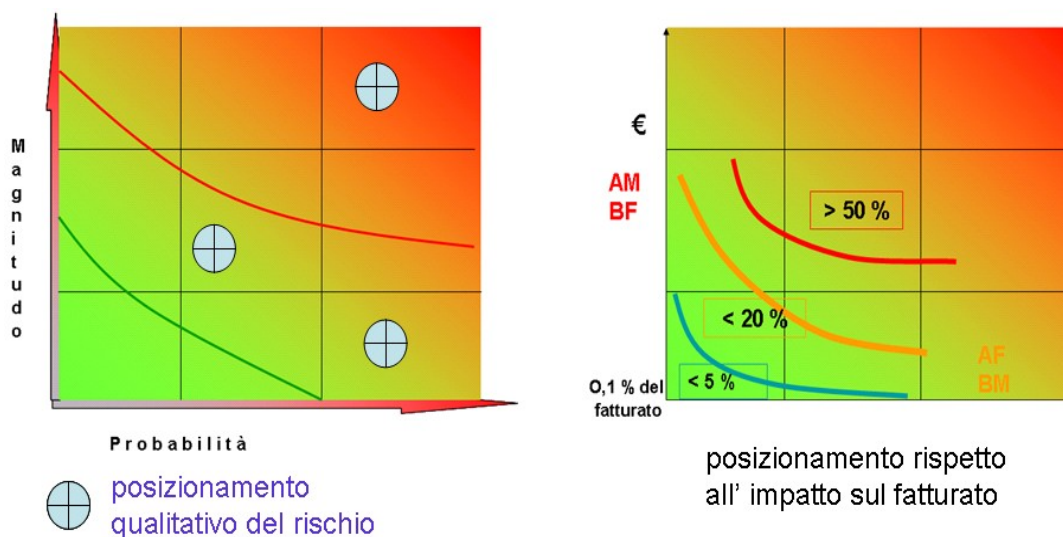 Magnitudo
Probabilità
posizionamento
qualitativo del rischio
€
AM
BF
> 50 %
< 20 %
AF
BM
< 5 %
O,1 % del
fatturato
posizionamento rispetto
all' impatto sul fatturato